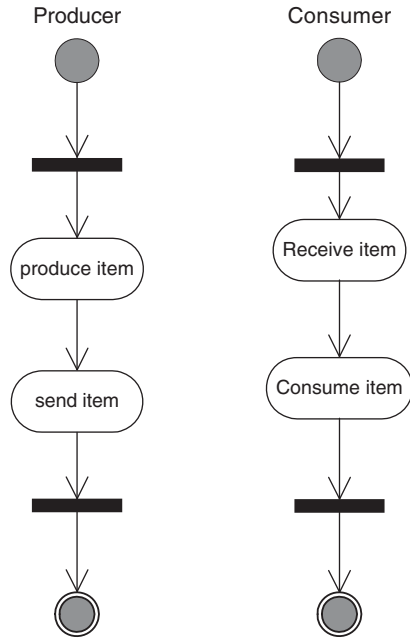 Producer
Consumer
produce item
Receive item
send item
Consume item